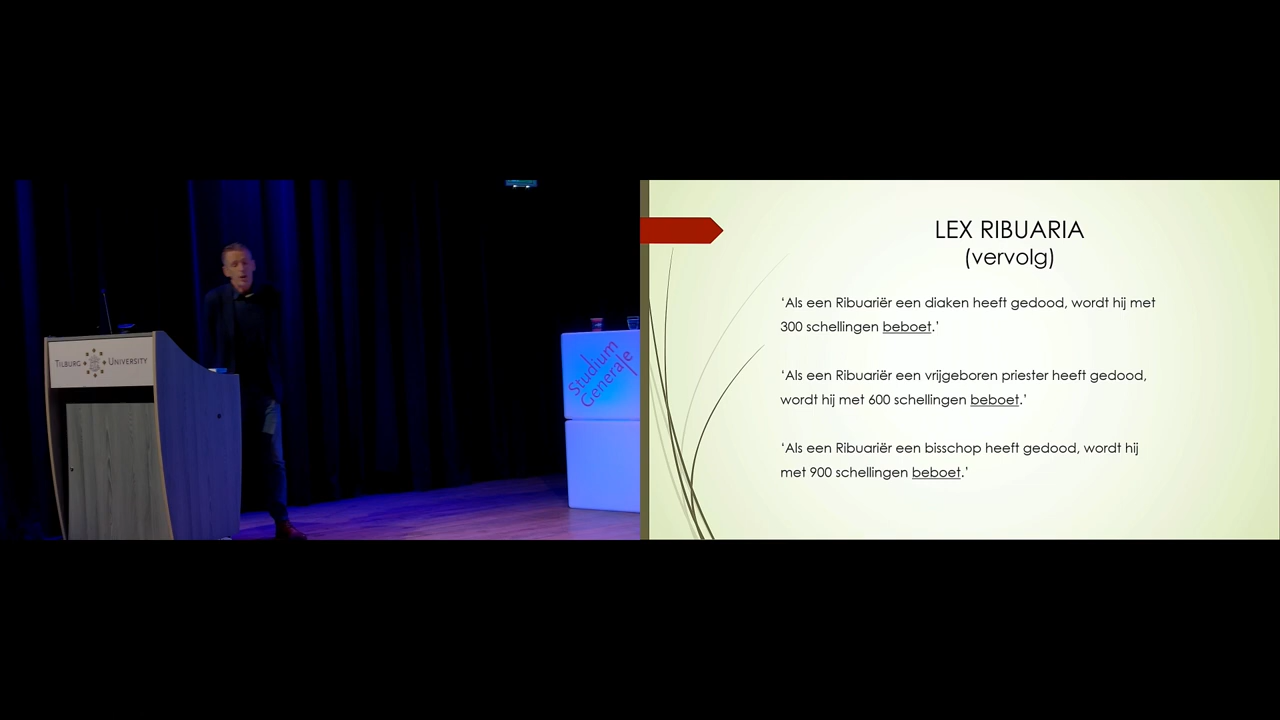 TILBURG UNIVERSITY
Studium
Generale
LEX RIBUARIA
(vervolg)
‘Als een Ribuariër een diaken heeft gedood, wordt hij met
300 schellingen beboet.’
‘Als een Ribuariër een vrijgeboren priester heeft gedood,
wordt hij met 600 schellingen beboet.’
‘Als een Ribuariër een bisschop heeft gedood, wordt hij
met 900 schellingen beboet.’